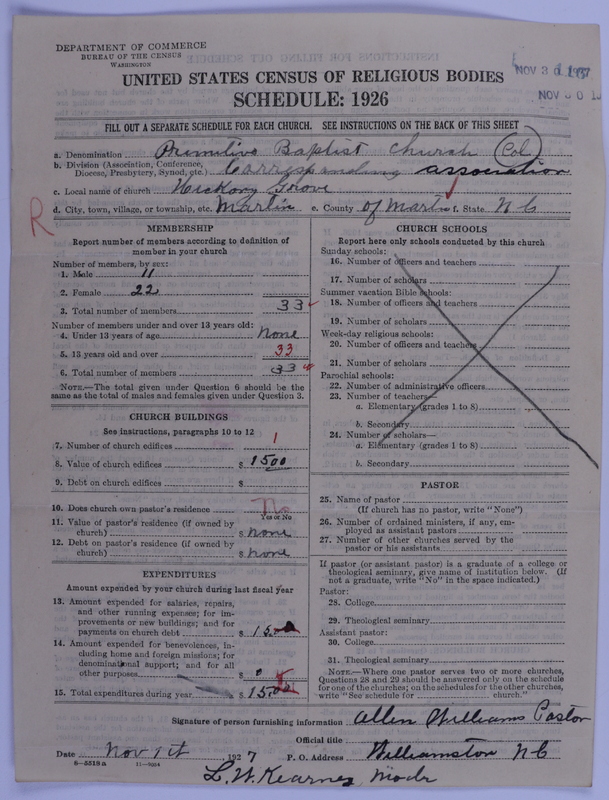 DEPARTMENT OF COMMERCE
BUREAU OF THE CENSUS
WASHINGTON
NOV 3 0 1927
NOV 30 19
UNITED STATES CENSUS OF RELIGIOUS BODIES
SCHEDULE: 1926
FILL OUT A SEPARATE SCHEDULE FOR EACH CHURCH. SEE INSTRUCTIONS ON THE BACK OF THIS SHEET
a. Denomination Primitive Baptist Church (Col)
b. Division (Association, Conference, Diocese, Presbytery, Synod, etc.) Corresponding association
c. Local name of church Hickory Grove
d. City, town, village, or township, etc. Martin e. County of Martin f. State N C
R
MEMBERSHIP
Report number of members according to definition of
member in your church
Number of members, by sex:
1. Male 11
2. Female 22
3. Total number of members 33
Number of members under and over 13 years old:
4. Under 13 years of age none
5. 13 years old and over 33
6. Total number of members 33
NOTE.—The total given under Question 6 should be the
same as the total of males and females given under Question 3.
CHURCH BUILDINGS
See instructions, paragraphs 10 to 12
7. Number of church edifices 1
8. Value of church edifices $ 1500
9. Debt on church edifices $
10. Does church own pastor's residence no
Yes or No
11. Value of pastor's residence (if owned by
church) $ none
12. Debt on pastor's residence (if owned by
church) $ none
EXPENDITURES
Amount expended by your church during last fiscal year
13. Amount expended for salaries, repairs,
and other running expenses; for im-
provements or new buildings; and for
payments on church debt $ 15.00
14. Amount expended for benevolences, in-
cluding home and foreign missions; for
denominational support; and for all
other purposes $ 0
15. Total expenditures during year $ 15.00
CHURCH SCHOOLS
Report here only schools conducted by this church
Sunday schools:
16. Number of officers and teachers
17. Number of scholars
Summer vacation Bible schools:
18. Number of officers and teachers
19. Number of scholars
Week-day religious schools:
20. Number of officers and teachers
21. Number of scholars
Parochial schools:
22. Number of administrative officers
23. Number of teachers—
a. Elementary (grades 1 to 8)
b. Secondary
24. Number of scholars—
a. Elementary (grades 1 to 8)
b. Secondary
PASTOR
25. Name of pastor
(If church has no pastor, write "None")
26. Number of ordained ministers, if any, em-
ployed as assistant pastors
27. Number of other churches served by the
pastor or his assistants
If pastor (or assistant pastor) is a graduate of a college or
theological seminary, give name of institution below. (If
not a graduate, write "No" in the space indicated.)
Pastor:
28. College
29. Theological seminary
Assistant pastor:
30. College
31. Theological seminary
NOTE.—Where one pastor serves two or more churches,
Questions 28 and 29 should be answered only on the schedule
for one of the churches; on the schedules for the other churches,
write "See schedule for church."
Signature of person furnishing information Allen Williams Pastor
Official title
Date Nov 1st 1927 P. O. Address Williamston N C
8—5518a 11—9054
L. W. Kearney Mode